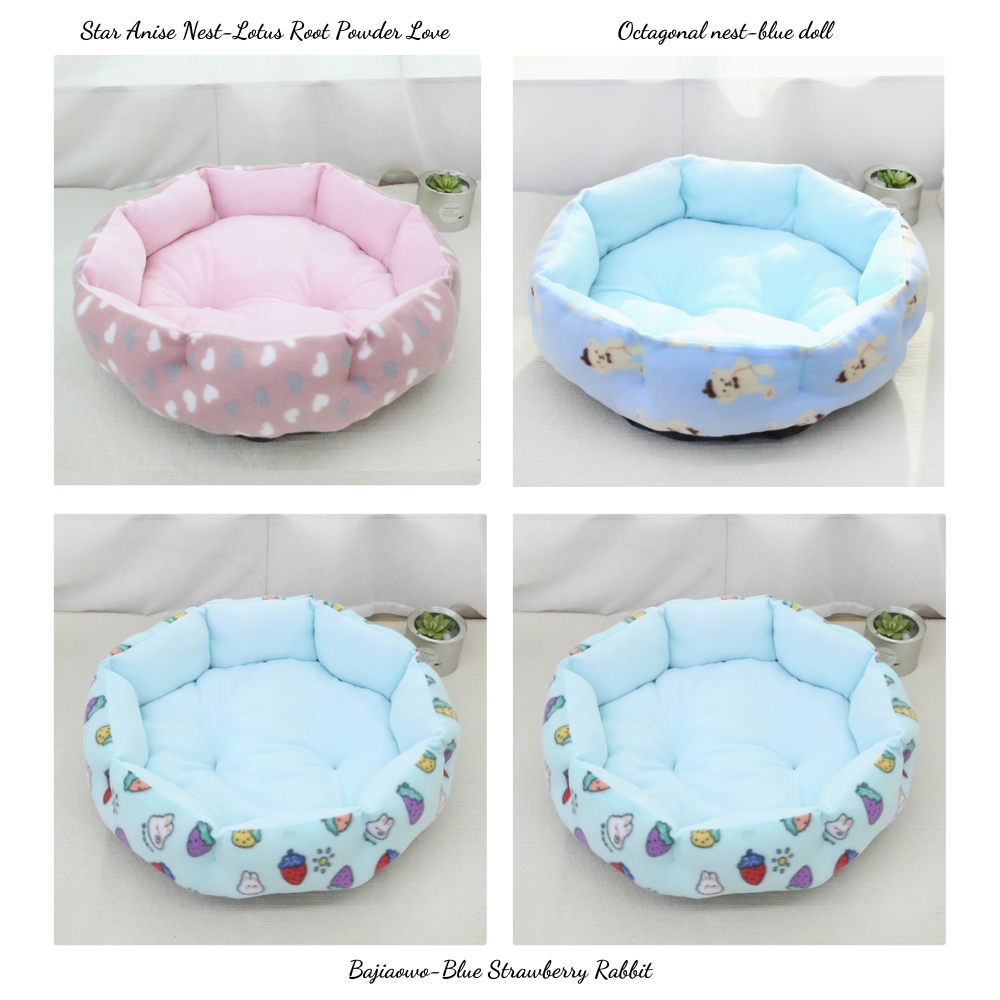 Star Anise Nest-Lotus Root Powder Love
Octagonal nest-blue doll
Bajiaowo-Blue Strawberry Rabbit